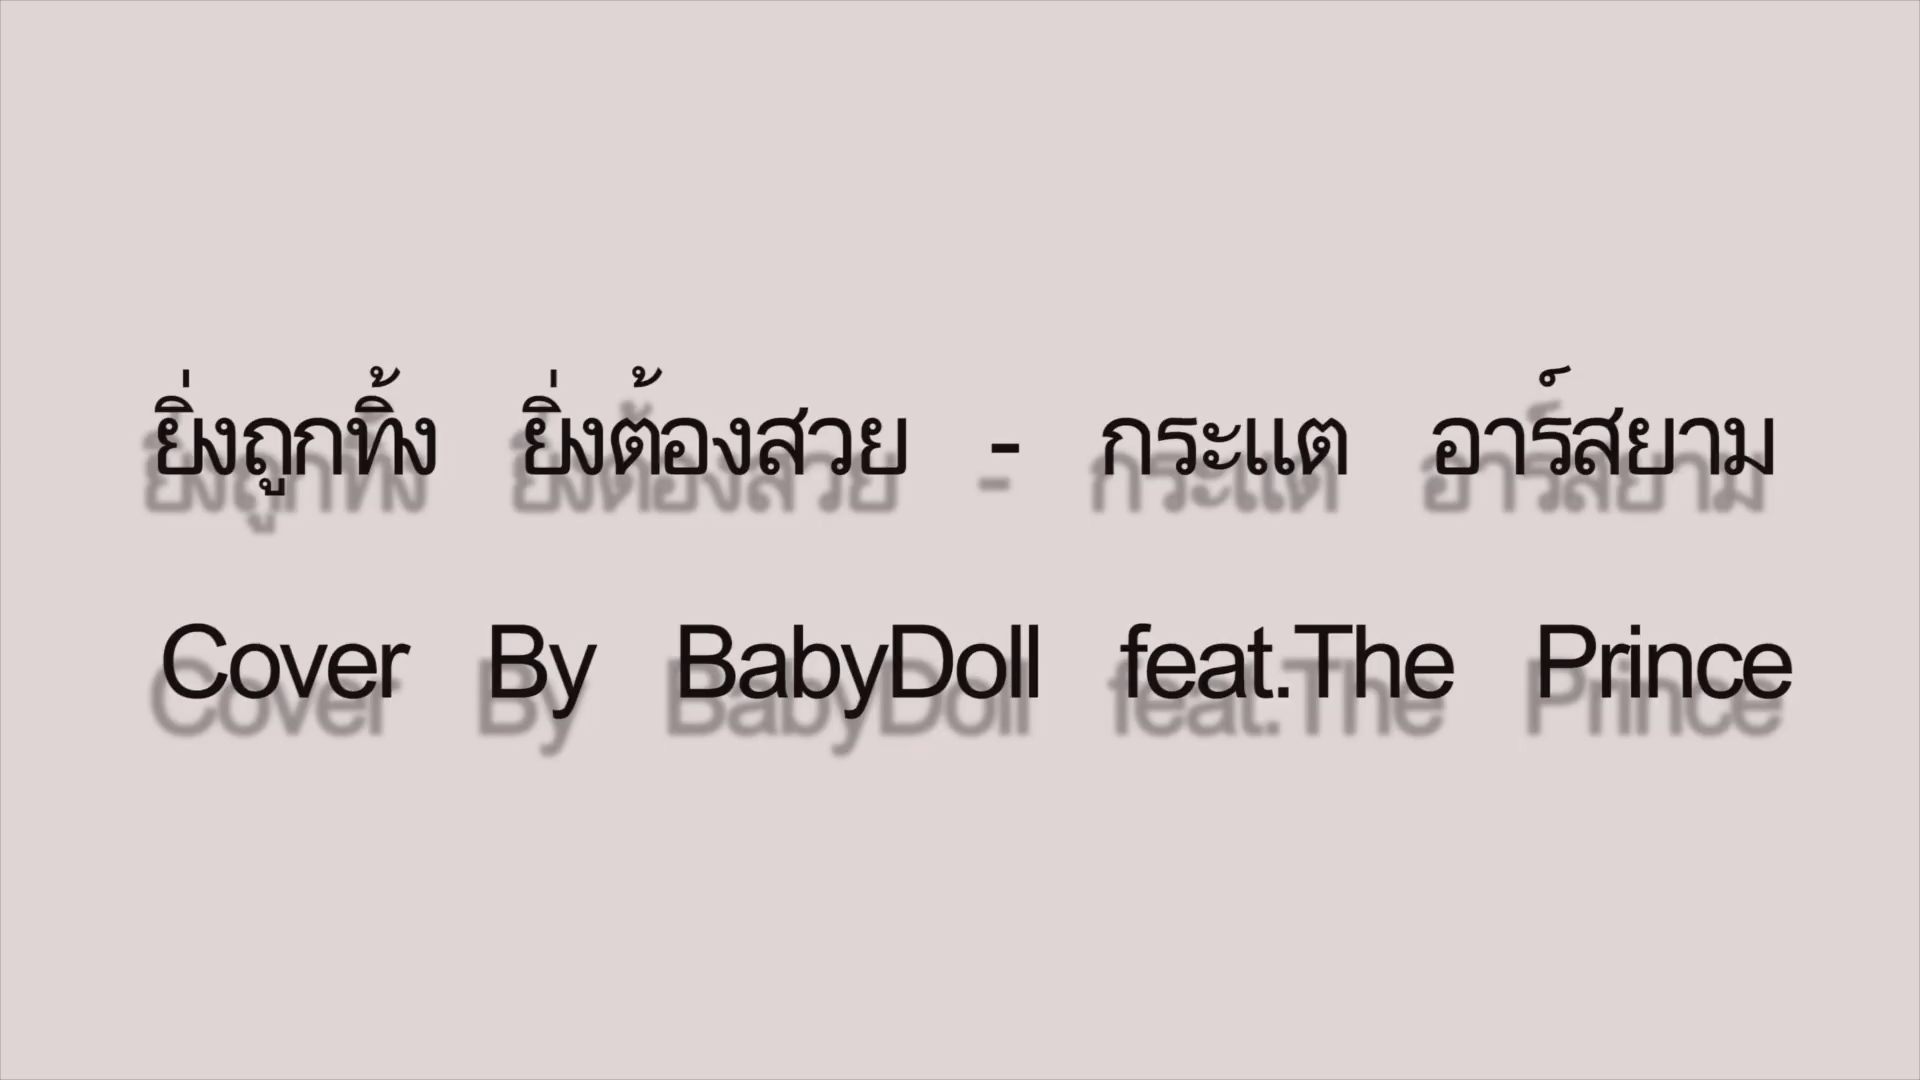 ยิ่งถูกทิ้ง ยิ่งต้องสวย - กระแต อาร์สยาม
Cover By BabyDoll feat.The Prince